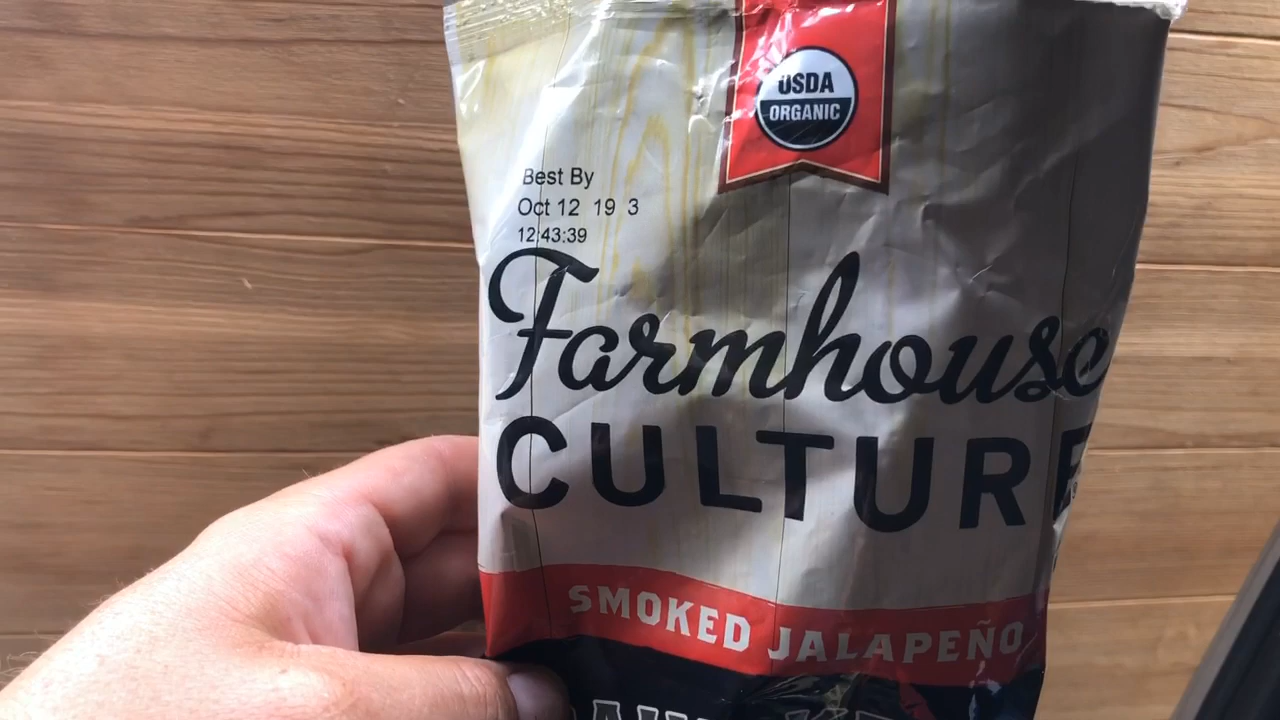 USDA
ORGANIC
Best By
Oct 12 19 3
12:43:39
Farmhouse
CULTURE
SMOKED JALAPEÑO